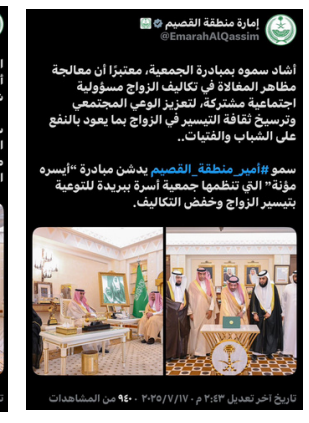 إمارة منطقة القصيم
@EmarahAlQassim
أشاد سموه بمبادرة الجمعية، معتبرًا أن معالجة
مظاهر المغالاة في تكاليف الزواج مسؤولية
اجتماعية مشتركة، لتعزيز الوعي المجتمعي
وترسيخ ثقافة التيسير في الزواج بما يعود بالنفع
على الشباب والفتيات..
سمو #أمير_منطقة_القصيم يدشن مبادرة “أيسره
مؤنة” التي تنظمها جمعية أسرة ببريدة للتوعية
بتيسير الزواج وخفض التكاليف.
تاريخ آخر تعديل ٢:٤٣ م · ٢٠٢٥/٧/١٧ · ٩٤٠ من المشاهدات